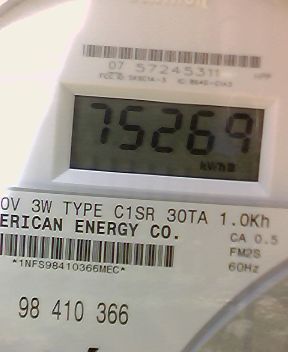 07 57245311
75269
kWh
0V 3W TYPE C1SR 30TA 1.0Kh
ERICAN ENERGY CO.
CA 0.5
FM2S
*1NFS98410366MEC*
60Hz
98 410 366